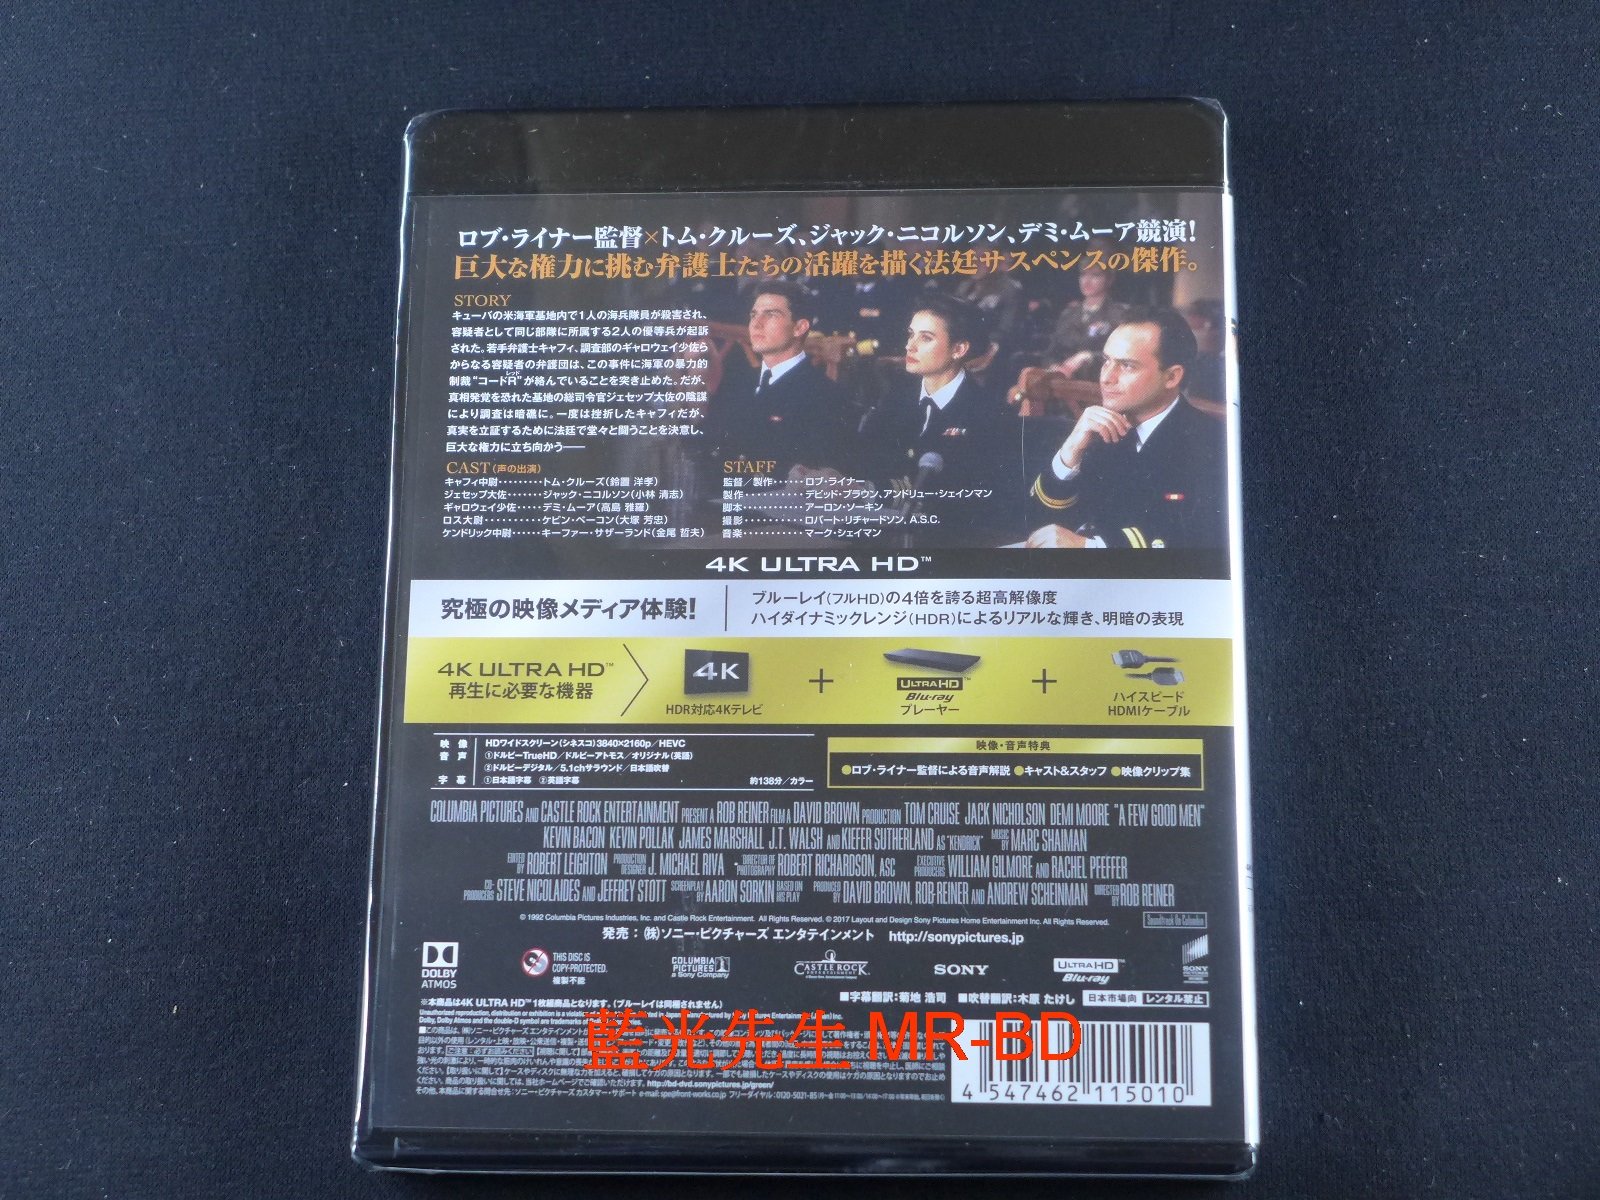 ロブ・ライナー監督×トム・クルーズ、ジャック・ニコルソン、デミ・ムーア競演!
巨大な権力に挑む弁護士たちの活躍を描く法廷サスペンスの傑作。
STORY
キューバの米海軍基地内で1人の海兵隊員が殺害され、
容疑者として同じ部隊に所属する2人の優等兵が起訴
された。若手弁護士キャフィ、調査部のギャロウェイ少佐ら
からなる容疑者の弁護団は、この事件に海軍の暴力的
レッド
制裁“コードR”が絡んでいることを突き止めた。だが、
真相発覚を恐れた基地の総司令官ジェセップ大佐の陰謀
により調査は暗礁に。一度は挫折したキャフィだが、
真実を立証するために法廷で堂々と闘うことを決意し、
巨大な権力に立ち向かう——
CAST(声の出演)
キャフィ中尉・・・・・・・・・トム・クルーズ(鈴置 洋孝)
ジェセップ大佐・・・・・・・ジャック・ニコルソン(小林 清志)
ギャロウェイ少佐・・・・・デミ・ムーア(高島 雅羅)
ロス大尉・・・・・・・・・・ケビン・ベーコン(大塚 芳忠)
ケンドリック中尉・・・・・・キーファー・サザーランド(金尾 哲夫)
STAFF
監督/製作・・・・・・ロブ・ライナー
製作・・・・・・・・・・デビッド・ブラウン、アンドリュー・シェインマン
脚本・・・・・・・・・・・アーロン・ソーキン
撮影・・・・・・・・・・ロバート・リチャードソン、A.S.C.
音楽・・・・・・・・・・・マーク・シェイマン
4K ULTRA HD™
究極の映像メディア体験!
ブルーレイ(フルHD)の4倍を誇る超高解像度
ハイダイナミックレンジ(HDR)によるリアルな輝き、明暗の表現
4K ULTRA HD™
再生に必要な機器
4K
HDR対応4Kテレビ
+
ULTRA HD™
Blu-ray
プレーヤー
+
ハイスピード
HDMIケーブル
映像 HDワイドスクリーン(シネスコ)3840×2160p/HEVC
音声 ①ドルビーTrueHD/ドルビーアトモス/オリジナル(英語)
②ドルビーデジタル/5.1chサラウンド/日本語吹替
字幕 ①日本語字幕 ②英語字幕 約138分/カラー
映像・音声特典
●ロブ・ライナー監督による音声解説 ●キャスト&スタッフ ●映像クリップ集
COLUMBIA PICTURES AND CASTLE ROCK ENTERTAINMENT PRESENT A ROB REINER FILM A DAVID BROWN PRODUCTION TOM CRUISE JACK NICHOLSON DEMI MOORE "A FEW GOOD MEN"
KEVIN BACON KEVIN POLLAK JAMES MARSHALL J.T. WALSH AND KIEFER SUTHERLAND AS "KENDRICK" MUSIC BY MARC SHAIMAN
EDITED BY ROBERT LEIGHTON PRODUCTION DESIGNER J. MICHAEL RIVA DIRECTOR OF PHOTOGRAPHY ROBERT RICHARDSON, ASC EXECUTIVE PRODUCERS WILLIAM GILMORE AND RACHEL PFEFFER
CO-PRODUCERS STEVE NICOLAIDES AND JEFFREY STOTT SCREENPLAY BY AARON SORKIN BASED ON HIS PLAY PRODUCED BY DAVID BROWN, ROB REINER AND ANDREW SCHEINMAN DIRECTED BY ROB REINER
© 1992 Columbia Pictures Industries, Inc. and Castle Rock Entertainment. All Rights Reserved. © 2017 Layout and Design Sony Pictures Home Entertainment Inc. All Rights Reserved.
Soundtrack On Columbia
発売:(株)ソニー・ピクチャーズ エンタテインメント http://sonypictures.jp
DOLBY
ATMOS
THIS DISC IS
COPY-PROTECTED.
複製不能
COLUMBIA
PICTURES
a Sony Company
CASTLE ROCK
ENTERTAINMENT
SONY
ULTRA HD™
Blu-ray
SONY
PICTURES
※本商品は4K ULTRA HD™1枚組商品となります。(ブルーレイは同梱されません)
■字幕翻訳:菊地 浩司 ■吹替翻訳:木原 たけし 日本市場向 レンタル禁止
藍光先生 MR-BD
4 547462 115010